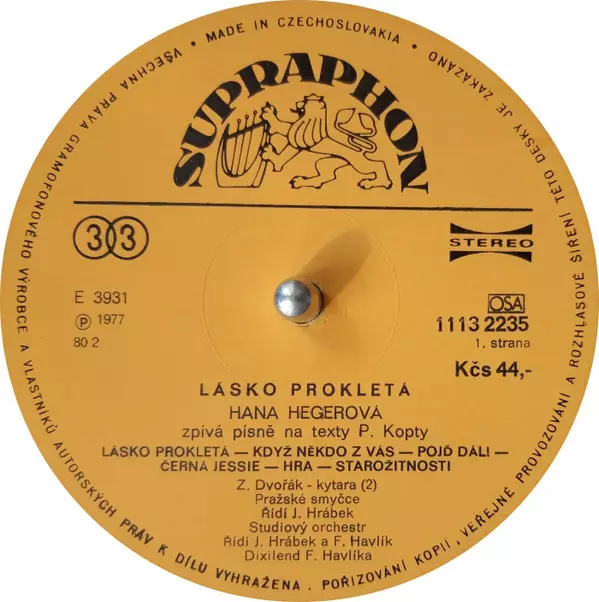 VŠECHNA PRÁVA GRAMOFONOVÉHO VÝROBCE A VLASTNÍKŮ AUTORSKÝCH PRÁV K DÍLU VYHRAŽENA. POŘIZOVÁNÍ KOPIÍ, VEŘEJNÉ PROVOZOVÁNÍ A ROZHLASOVÉ ŠÍŘENÍ TÉTO DESKY JE ZAKÁZÁNO
• MADE IN CZECHOSLOVAKIA •
SUPRAPHON
33
STEREO
E 3931
OSA
℗ 1977
1113 2235
80 2
1. strana
Kčs 44,-
LÁSKO PROKLETÁ
HANA HEGEROVÁ
zpívá písně na texty P. Kopty
LÁSKO PROKLETÁ — KDYŽ NĚKDO Z VÁS — POJĎ DÁL! —
ČERNÁ JESSIE — HRA — STAROŽITNOSTI
Z. Dvořák - kytara (2)
Pražské smyčce
Řídí J. Hrábek
Studiový orchestr
Řídí J. Hrábek a F. Havlík
Dixilend F. Havlíka